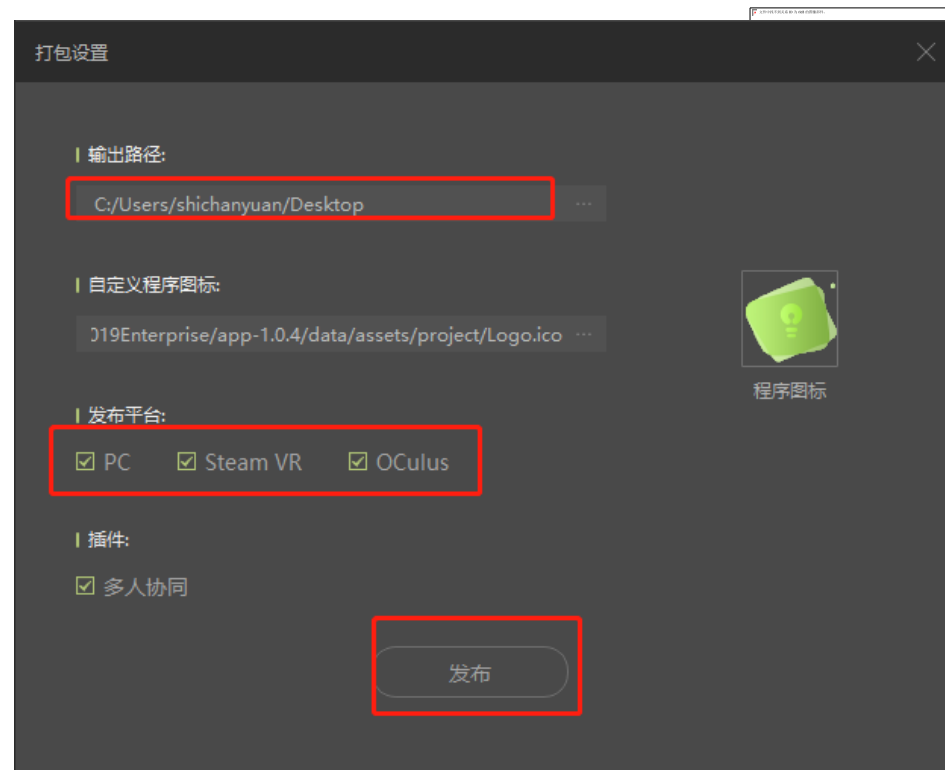 打包设置
输出路径:
C:/Users/shichanyuan/Desktop
...
自定义程序图标:
019Enterprise/app-1.0.4/data/assets/project/Logo.ico ...
程序图标
发布平台:
PC Steam VR OCulus
插件:
多人协同
发布